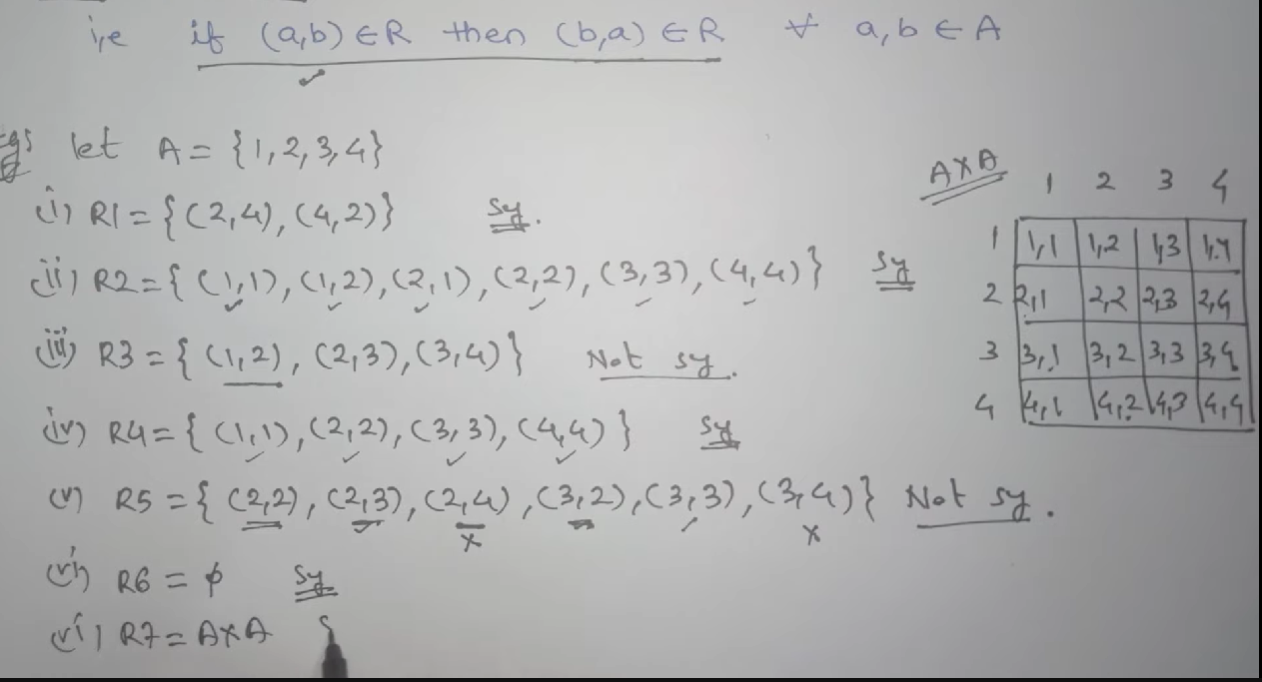 i,e if (a,b) ∈ R then (b,a) ∈ R ∀ a,b ∈ A
egs let A = {1,2,3,4}
(i) R1 = {(2,4), (4,2)} Sy.
(ii) R2 = { (1,1), (1,2), (2,1), (2,2), (3,3), (4,4)} Sy
(iii) R3 = { (1,2), (2,3), (3,4)} Not sy.
(iv) R4 = { (1,1), (2,2), (3,3), (4,4) } Sy
(v) R5 = { (2,2), (2,3), (2,4), (3,2), (3,3), (3,4)} Not sy.
x x
(vi) R6 = ϕ Sy
(vi) R7 = A×A S
A×A
1 2 3 4
1 1,1 1,2 1,3 1,4
2 2,1 2,2 2,3 2,4
3 3,1 3,2 3,3 3,4
4 4,1 4,2 4,3 4,4